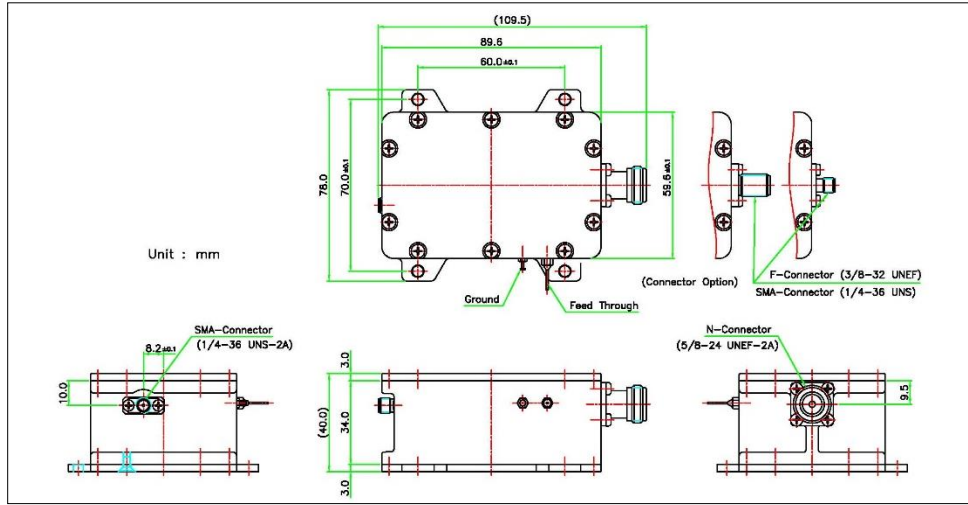 (109.5)
89.6
60.0±0.1
78.0
70.0±0.1
59.6±0.1
Unit : mm
Ground
Feed Through
(Connector Option)
F-Connector (3/8-32 UNEF)
SMA-Connector (1/4-36 UNS)
SMA-Connector
(1/4-36 UNS-2A)
8.2±0.1
10.0
3.0
(40.0)
34.0
3.0
N-Connector
(5/8-24 UNEF-2A)
9.5